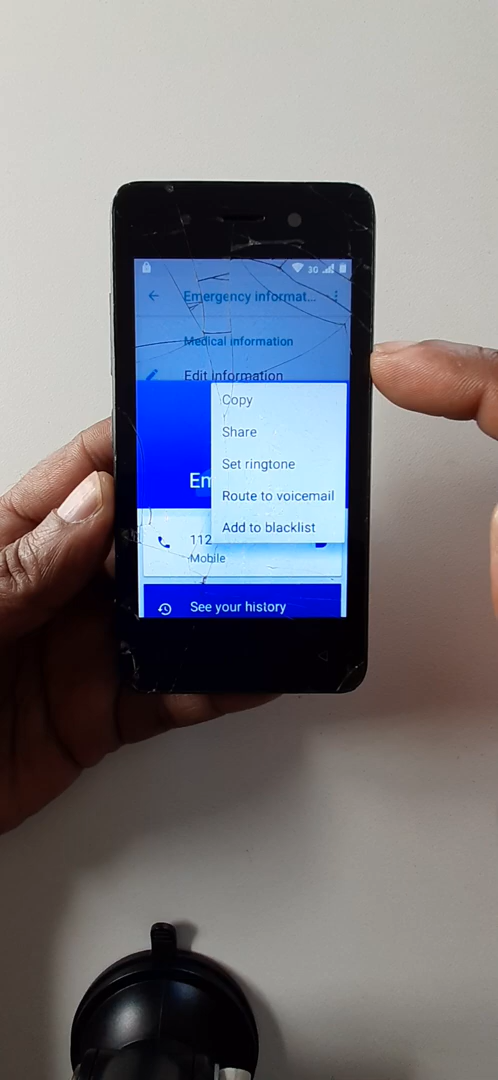 3G
Emergency informat...
Medical information
Edit information
Copy
Share
Set ringtone
Em
Route to voicemail
Add to blacklist
112
Mobile
See your history